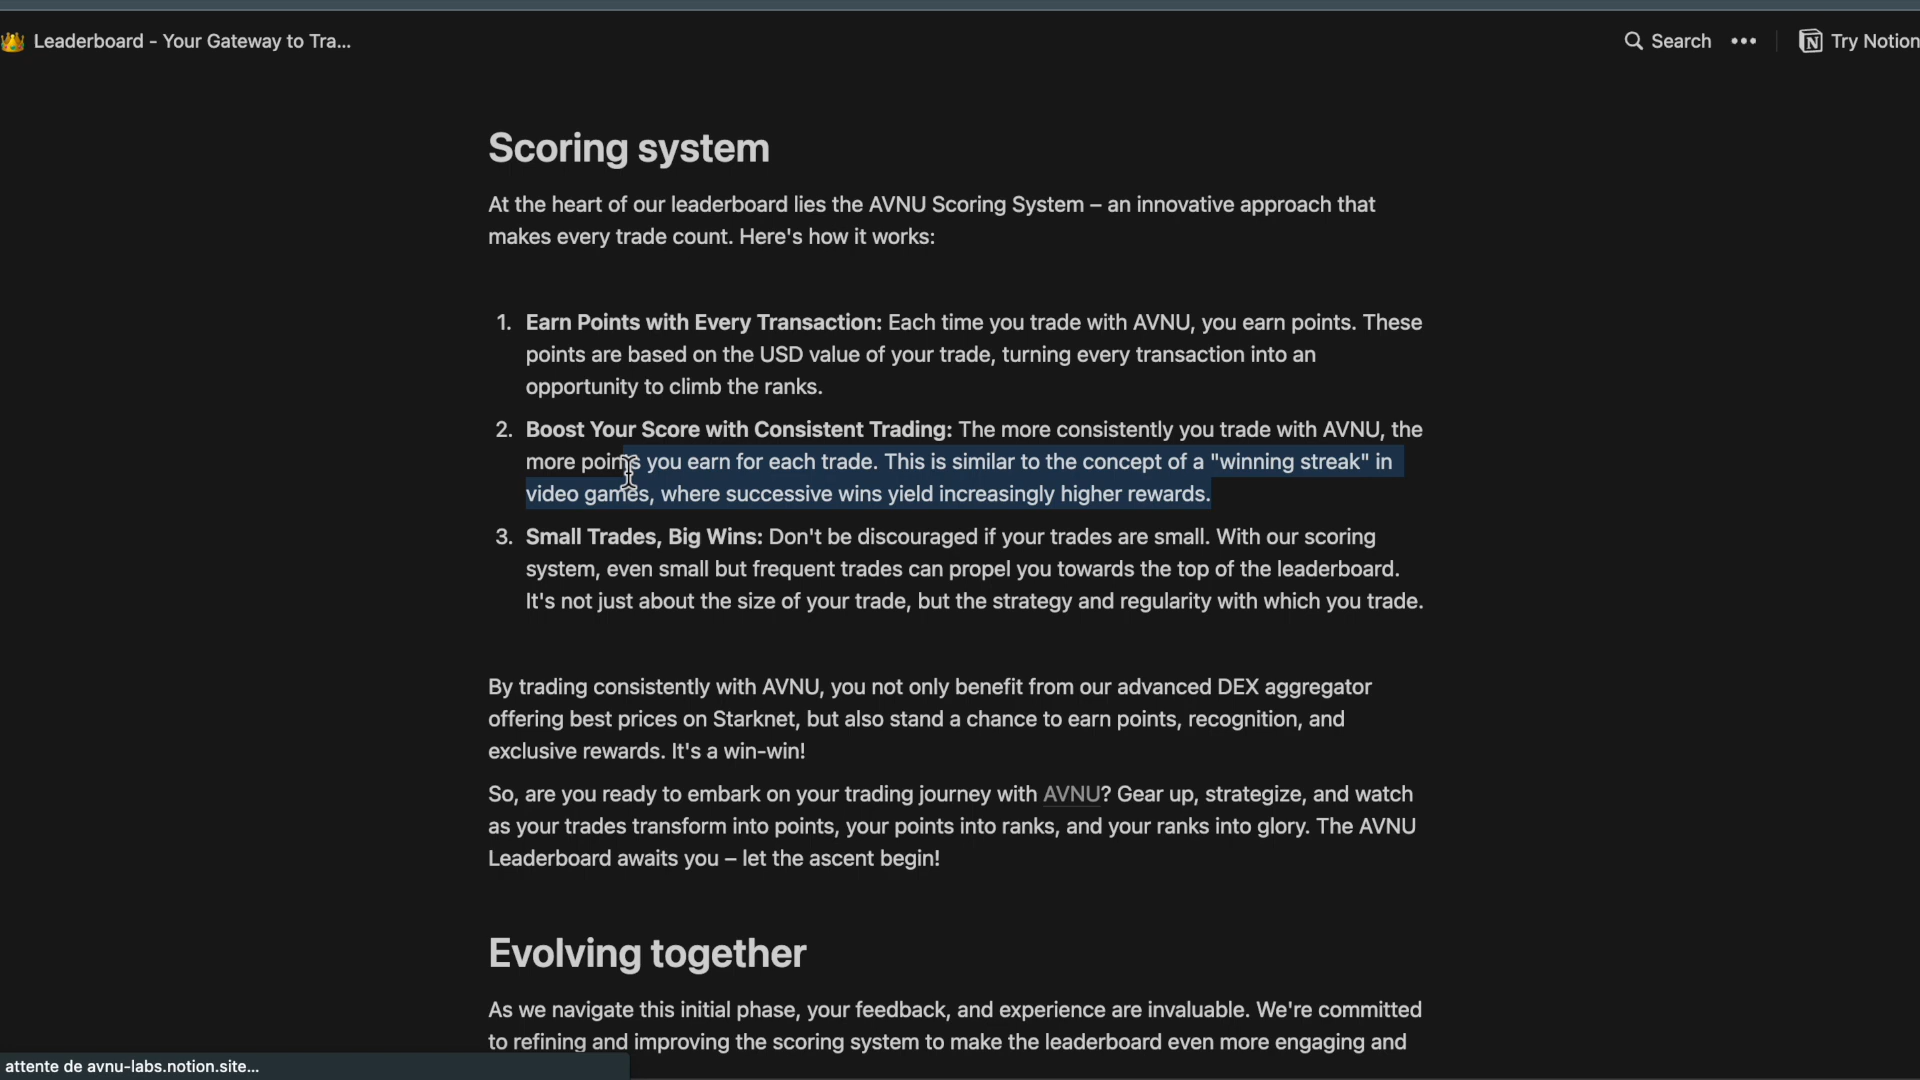 Leaderboard - Your Gateway to Tra...
Search
Try Notion
Scoring system
At the heart of our leaderboard lies the AVNU Scoring System – an innovative approach that
makes every trade count. Here's how it works:
1. Earn Points with Every Transaction: Each time you trade with AVNU, you earn points. These
points are based on the USD value of your trade, turning every transaction into an
opportunity to climb the ranks.
2. Boost Your Score with Consistent Trading: The more consistently you trade with AVNU, the
more points you earn for each trade. This is similar to the concept of a "winning streak" in
video games, where successive wins yield increasingly higher rewards.
3. Small Trades, Big Wins: Don't be discouraged if your trades are small. With our scoring
system, even small but frequent trades can propel you towards the top of the leaderboard.
It's not just about the size of your trade, but the strategy and regularity with which you trade.
By trading consistently with AVNU, you not only benefit from our advanced DEX aggregator
offering best prices on Starknet, but also stand a chance to earn points, recognition, and
exclusive rewards. It's a win-win!
So, are you ready to embark on your trading journey with AVNU? Gear up, strategize, and watch
as your trades transform into points, your points into ranks, and your ranks into glory. The AVNU
Leaderboard awaits you – let the ascent begin!
Evolving together
As we navigate this initial phase, your feedback, and experience are invaluable. We're committed
to refining and improving the scoring system to make the leaderboard even more engaging and
attente de avnu-labs.notion.site...